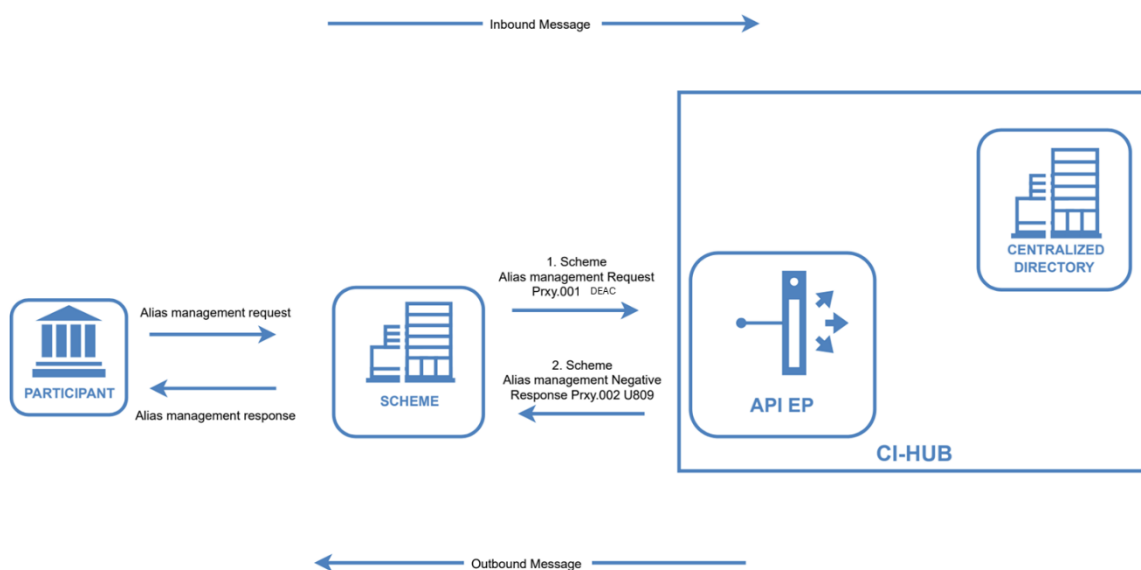 Inbound Message
CENTRALIZED
DIRECTORY
1. Scheme
Alias management Request
Prxy.001 DEAC
Alias management request
PARTICIPANT
Alias management response
SCHEME
2. Scheme
Alias management Negative
Response Prxy.002 U809
API EP
CI-HUB
Outbound Message